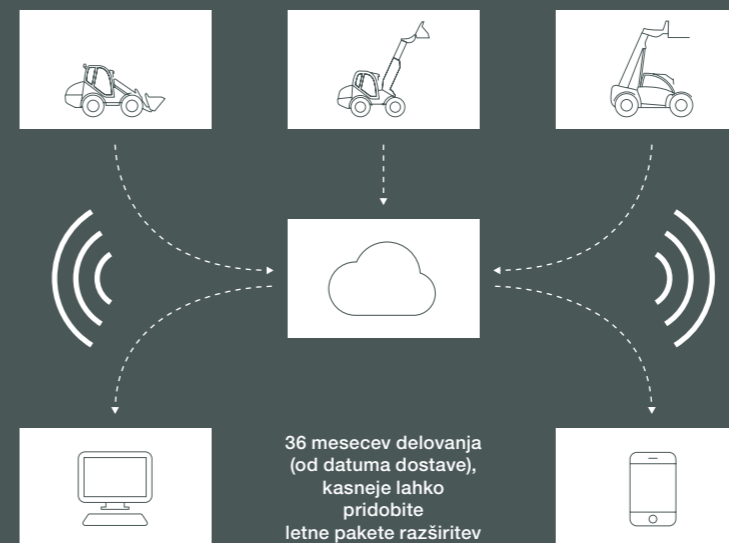 36 mesecev delovanja
(od datuma dostave),
kasneje lahko
pridobite
letne pakete razširitev